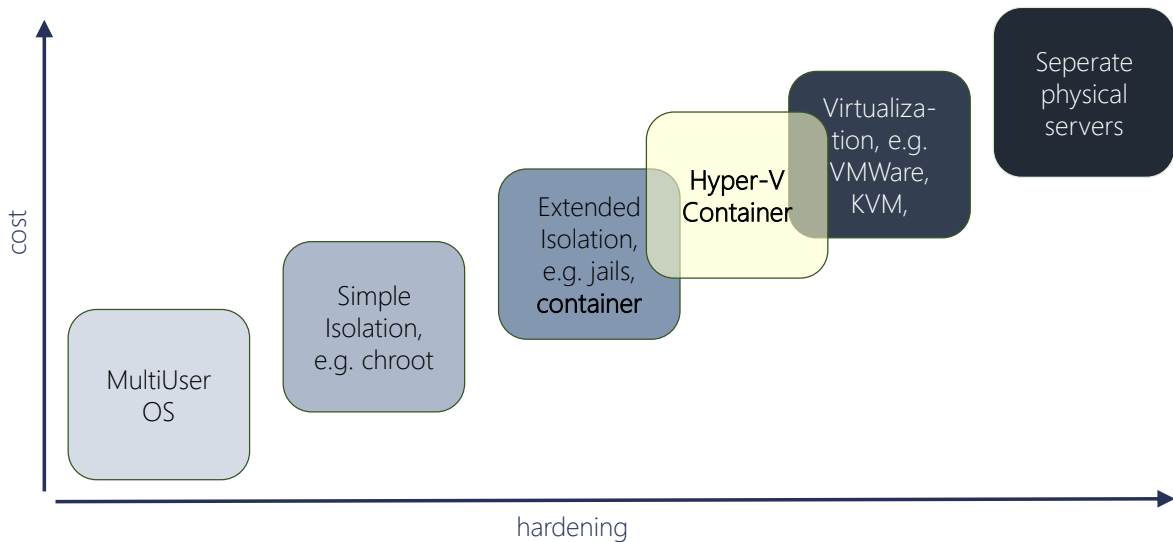 cost
MultiUser
OS
Simple
Isolation,
e.g. chroot
Extended
Isolation,
e.g. jails,
container
Hyper-V
Container
Virtualiza-
tion, e.g.
VMWare,
KVM,
Seperate
physical
servers
hardening